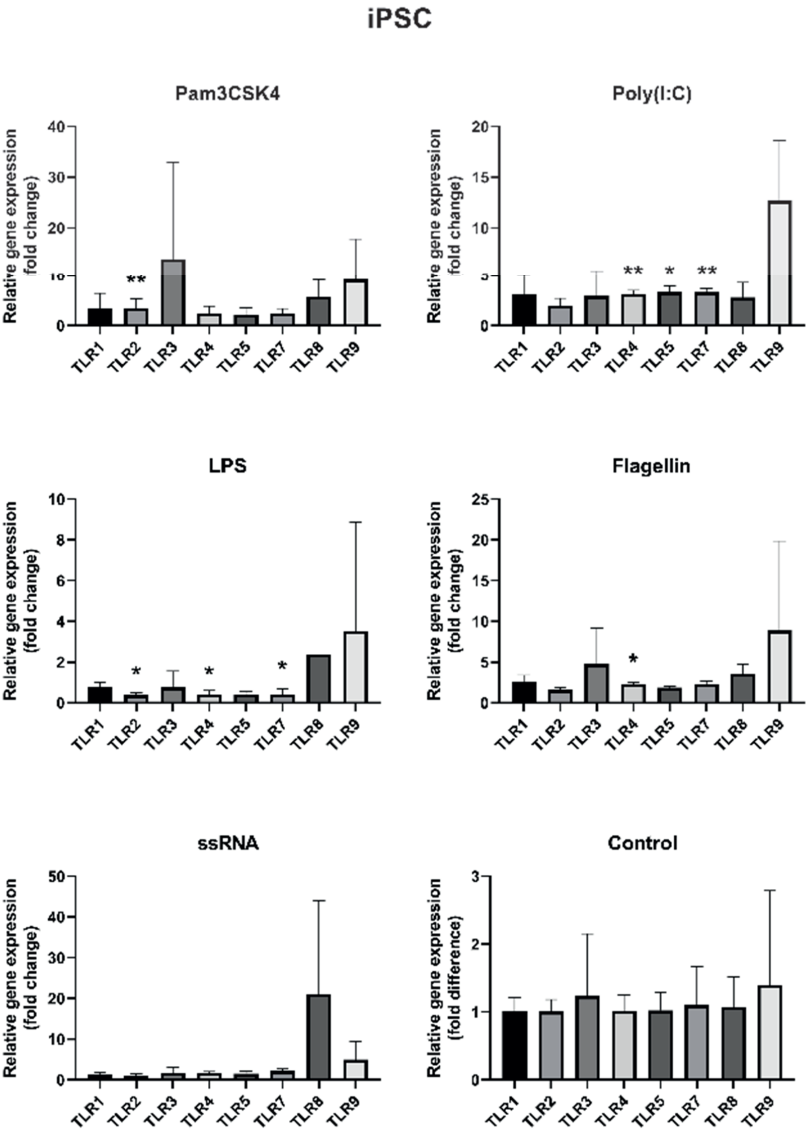 iPSC
Pam3CSK4
Relative gene expression
fold change)
40
30
20
10
0
**
TLR1
TLR2
TLR3
TLR4
TLR5
TLR7
TLR8
TLR9
Poly(I:C)
Relative gene expression
fold change)
20
15
10
5
0
** * **
TLR1
TLR2
TLR3
TLR4
TLR5
TLR7
TLR8
TLR9
LPS
Relative gene expression
(fold change)
10
8
6
4
2
0
* * *
TLR1
TLR2
TLR3
TLR4
TLR5
TLR7
TLR8
TLR9
Flagellin
Relative gene expression
(fold change)
25
20
15
10
5
0
*
TLR1
TLR2
TLR3
TLR4
TLR5
TLR7
TLR8
TLR9
ssRNA
Relative gene expression
(fold change)
50
40
30
20
10
0
TLR1
TLR2
TLR3
TLR4
TLR5
TLR7
TLR8
TLR9
Control
Relative gene expression
(fold difference)
3
2
1
0
TLR1
TLR2
TLR3
TLR4
TLR5
TLR7
TLR8
TLR9